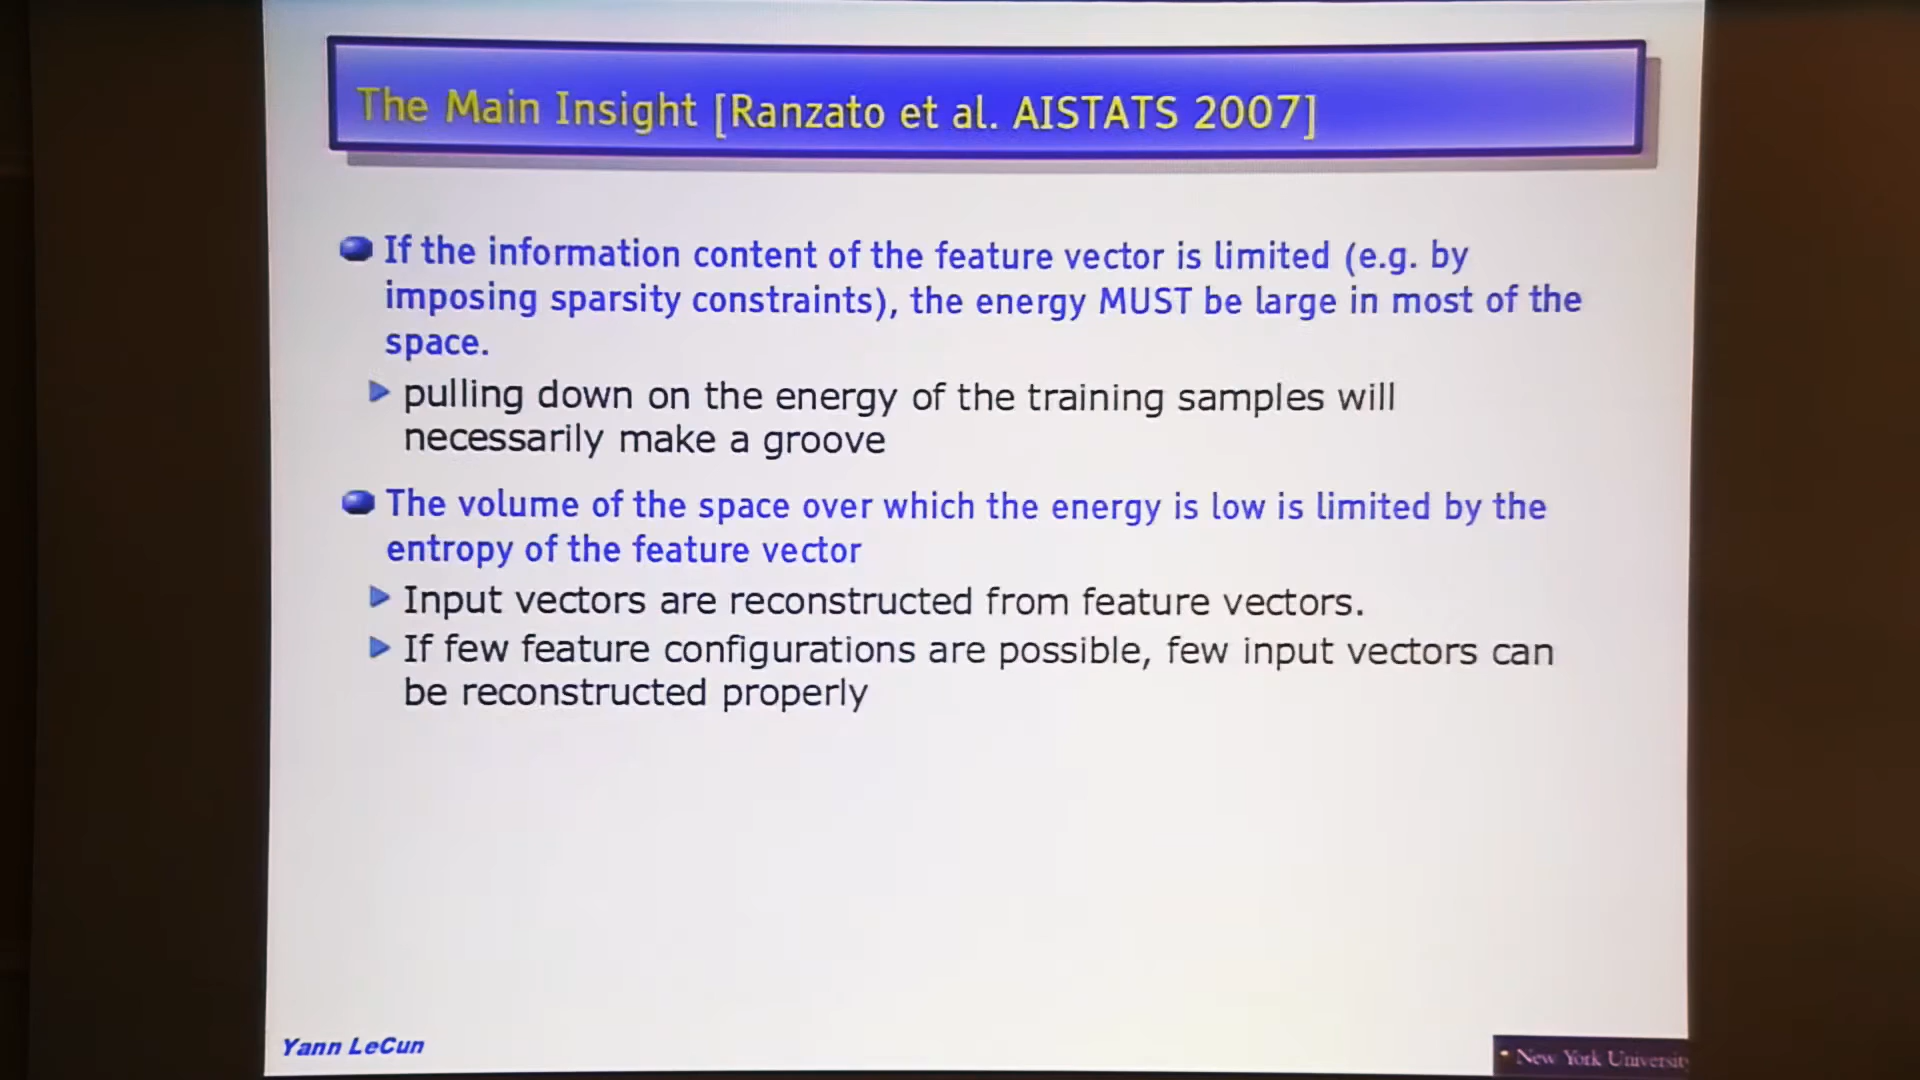 The Main Insight [Ranzato et al. AISTATS 2007]
If the information content of the feature vector is limited (e.g. by
imposing sparsity constraints), the energy MUST be large in most of the
space.
pulling down on the energy of the training samples will
necessarily make a groove
The volume of the space over which the energy is low is limited by the
entropy of the feature vector
Input vectors are reconstructed from feature vectors.
If few feature configurations are possible, few input vectors can
be reconstructed properly
Yann LeCun
New York University